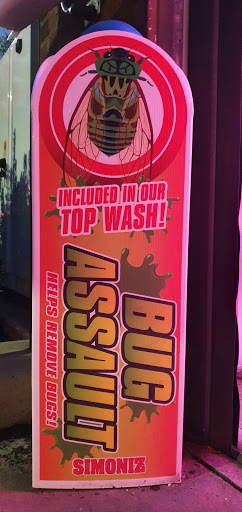 INCLUDED IN OUR
TOP WASH!
BUG
ASSAULT
HELPS REMOVE BUGS!
SIMONIZ